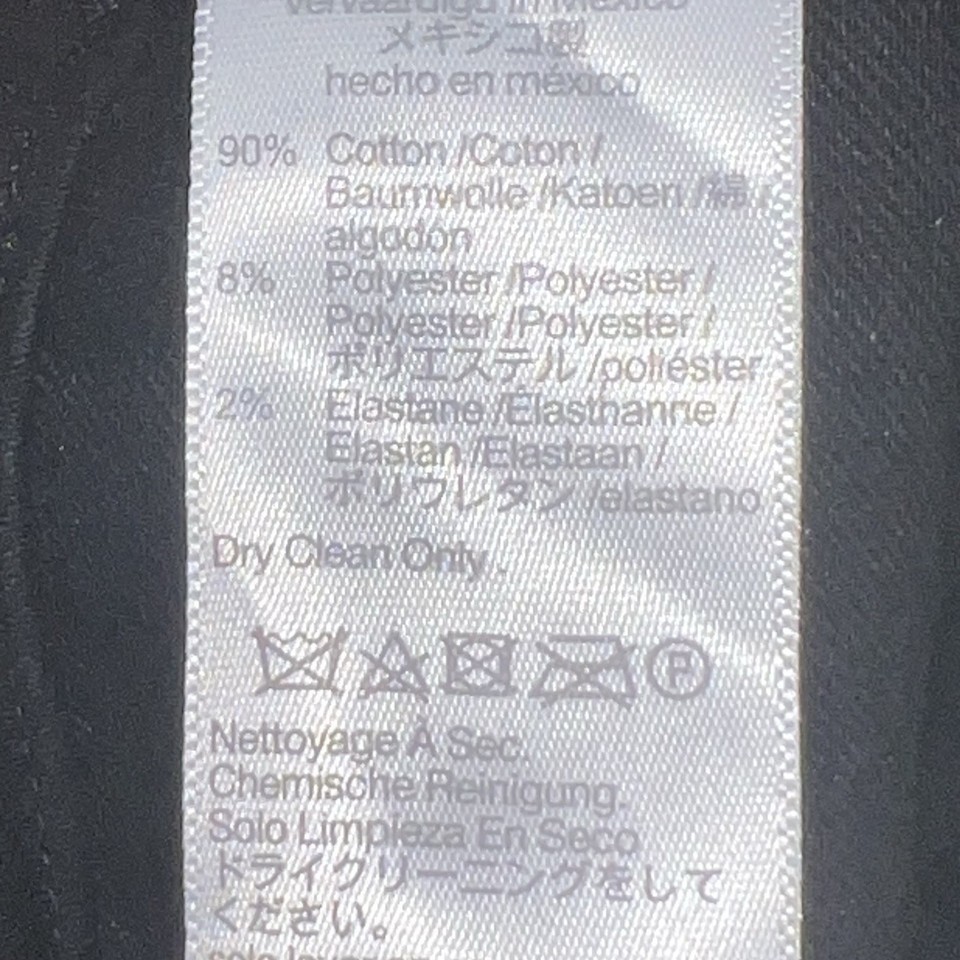 Vervaardigd in Mexico
メキシコ製
hecho en méxico
90% Cotton /Coton /
Baumwolle /Katoen /綿 /
algodón
8% Polyester /Polyester /
Polyester /Polyester /
ポリエステル /poliéster
2% Elastane /Élasthanne /
Elastan /Elastaan /
ポリウレタン /elastano
Dry Clean Only.
P
Nettoyage À Sec.
Chemische Reinigung.
Solo Limpieza En Seco
ドライクリーニングをして
ください。